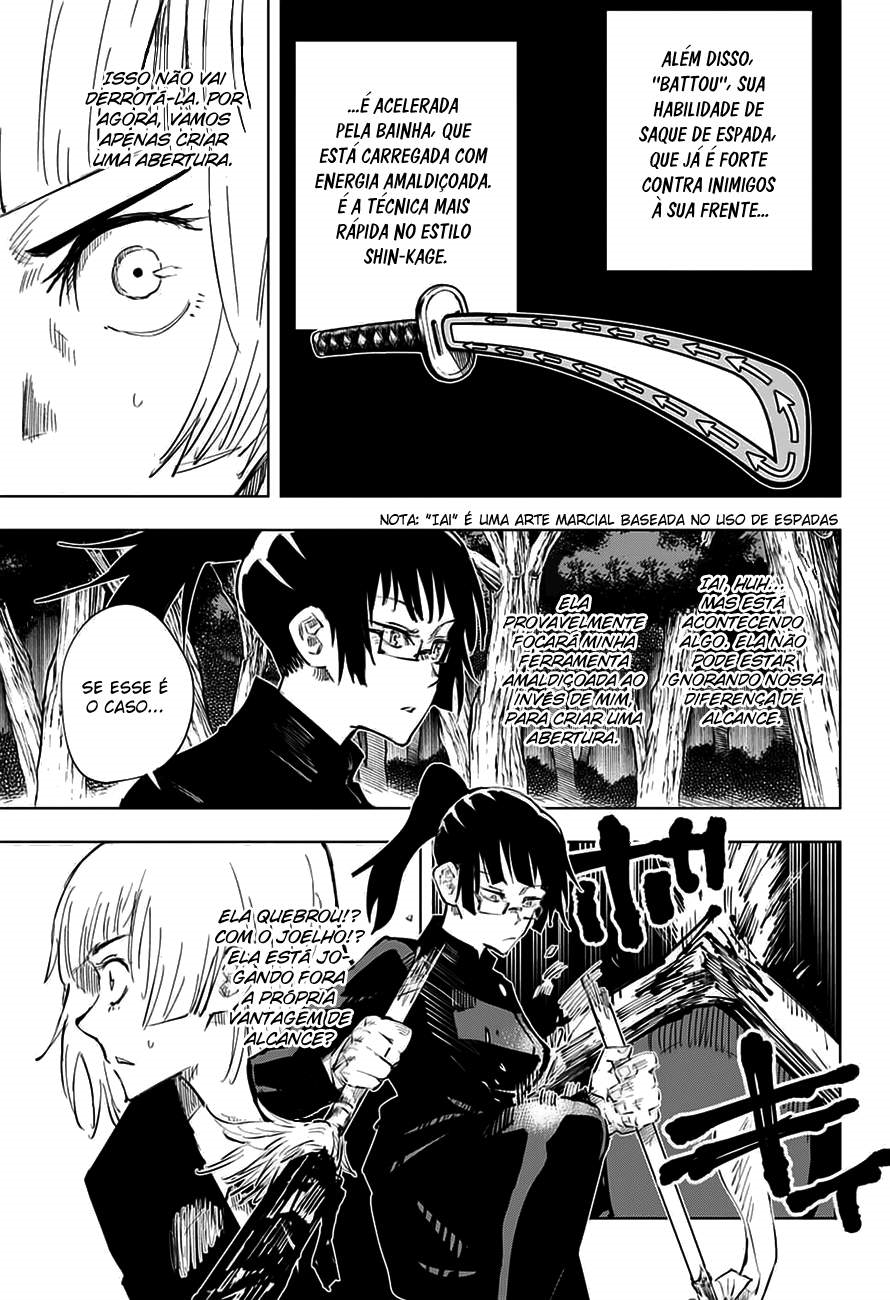 ALÉM DISSO,
"BATTOU", SUA
HABILIDADE DE
SAQUE DE ESPADA,
QUE JÁ É FORTE
CONTRA INIMIGOS
À SUA FRENTE...
...É ACELERADA
PELA BAINHA, QUE
ESTÁ CARREGADA COM
ENERGIA AMALDIÇOADA.
É A TÉCNICA MAIS
RÁPIDA NO ESTILO
SHIN-KAGE.
ISSO NÃO VAI
DERROTÁ-LA. POR
AGORA, VAMOS
APENAS CRIAR
UMA ABERTURA.
NOTA: "IAI" É UMA ARTE MARCIAL BASEADA NO USO DE ESPADAS
IAI, HUH...
MAS ESTÁ
ACONTECENDO
ALGO. ELA NÃO
PODE ESTAR
IGNORANDO NOSSA
DIFERENÇA DE
ALCANCE.
ELA
PROVAVELMENTE
FOCARÁ MINHA
FERRAMENTA
AMALDIÇOADA AO
INVÉS DE MIM,
PARA CRIAR UMA
ABERTURA.
SE ESSE É
O CASO...
バキ
バキ
ELA QUEBROU!?
COM O JOELHO!?
ELA ESTÁ JO-
GANDO FORA
A PRÓPRIA
VANTAGEM DE
ALCANCE?